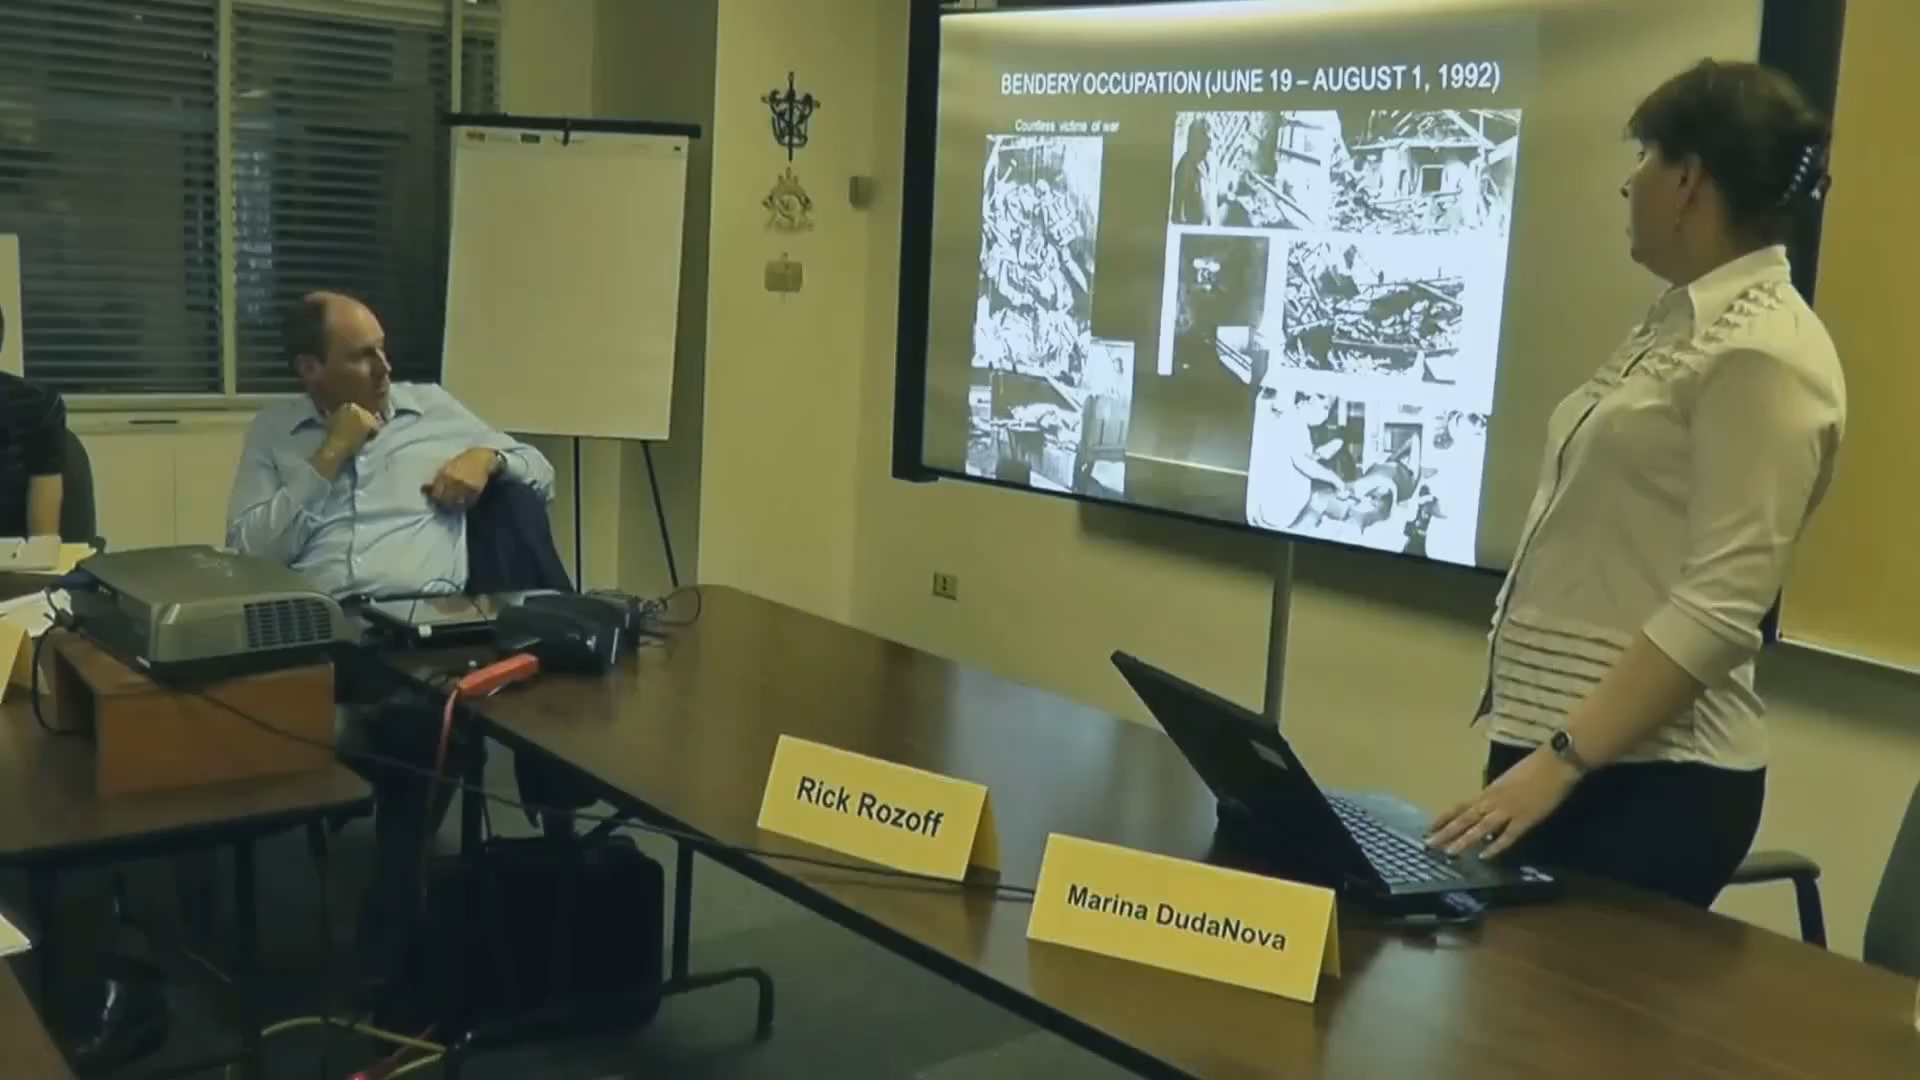 BENDERY OCCUPATION (JUNE 19 – AUGUST 1, 1992)
Countless victims of war
Rick Rozoff
Marina DudaNova